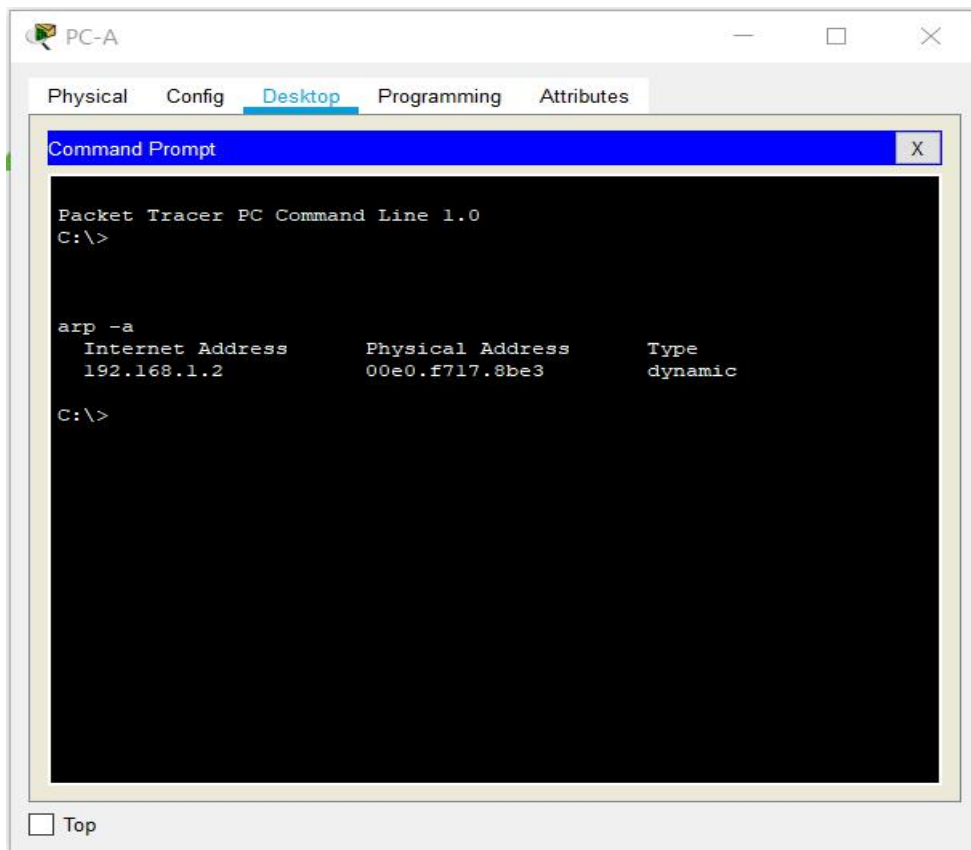 PC-A
Physical Config Desktop Programming Attributes
Command Prompt X
Packet Tracer PC Command Line 1.0
C:\>
arp -a
Internet Address Physical Address Type
192.168.1.2 00e0.f717.8be3 dynamic
C:\>
Top